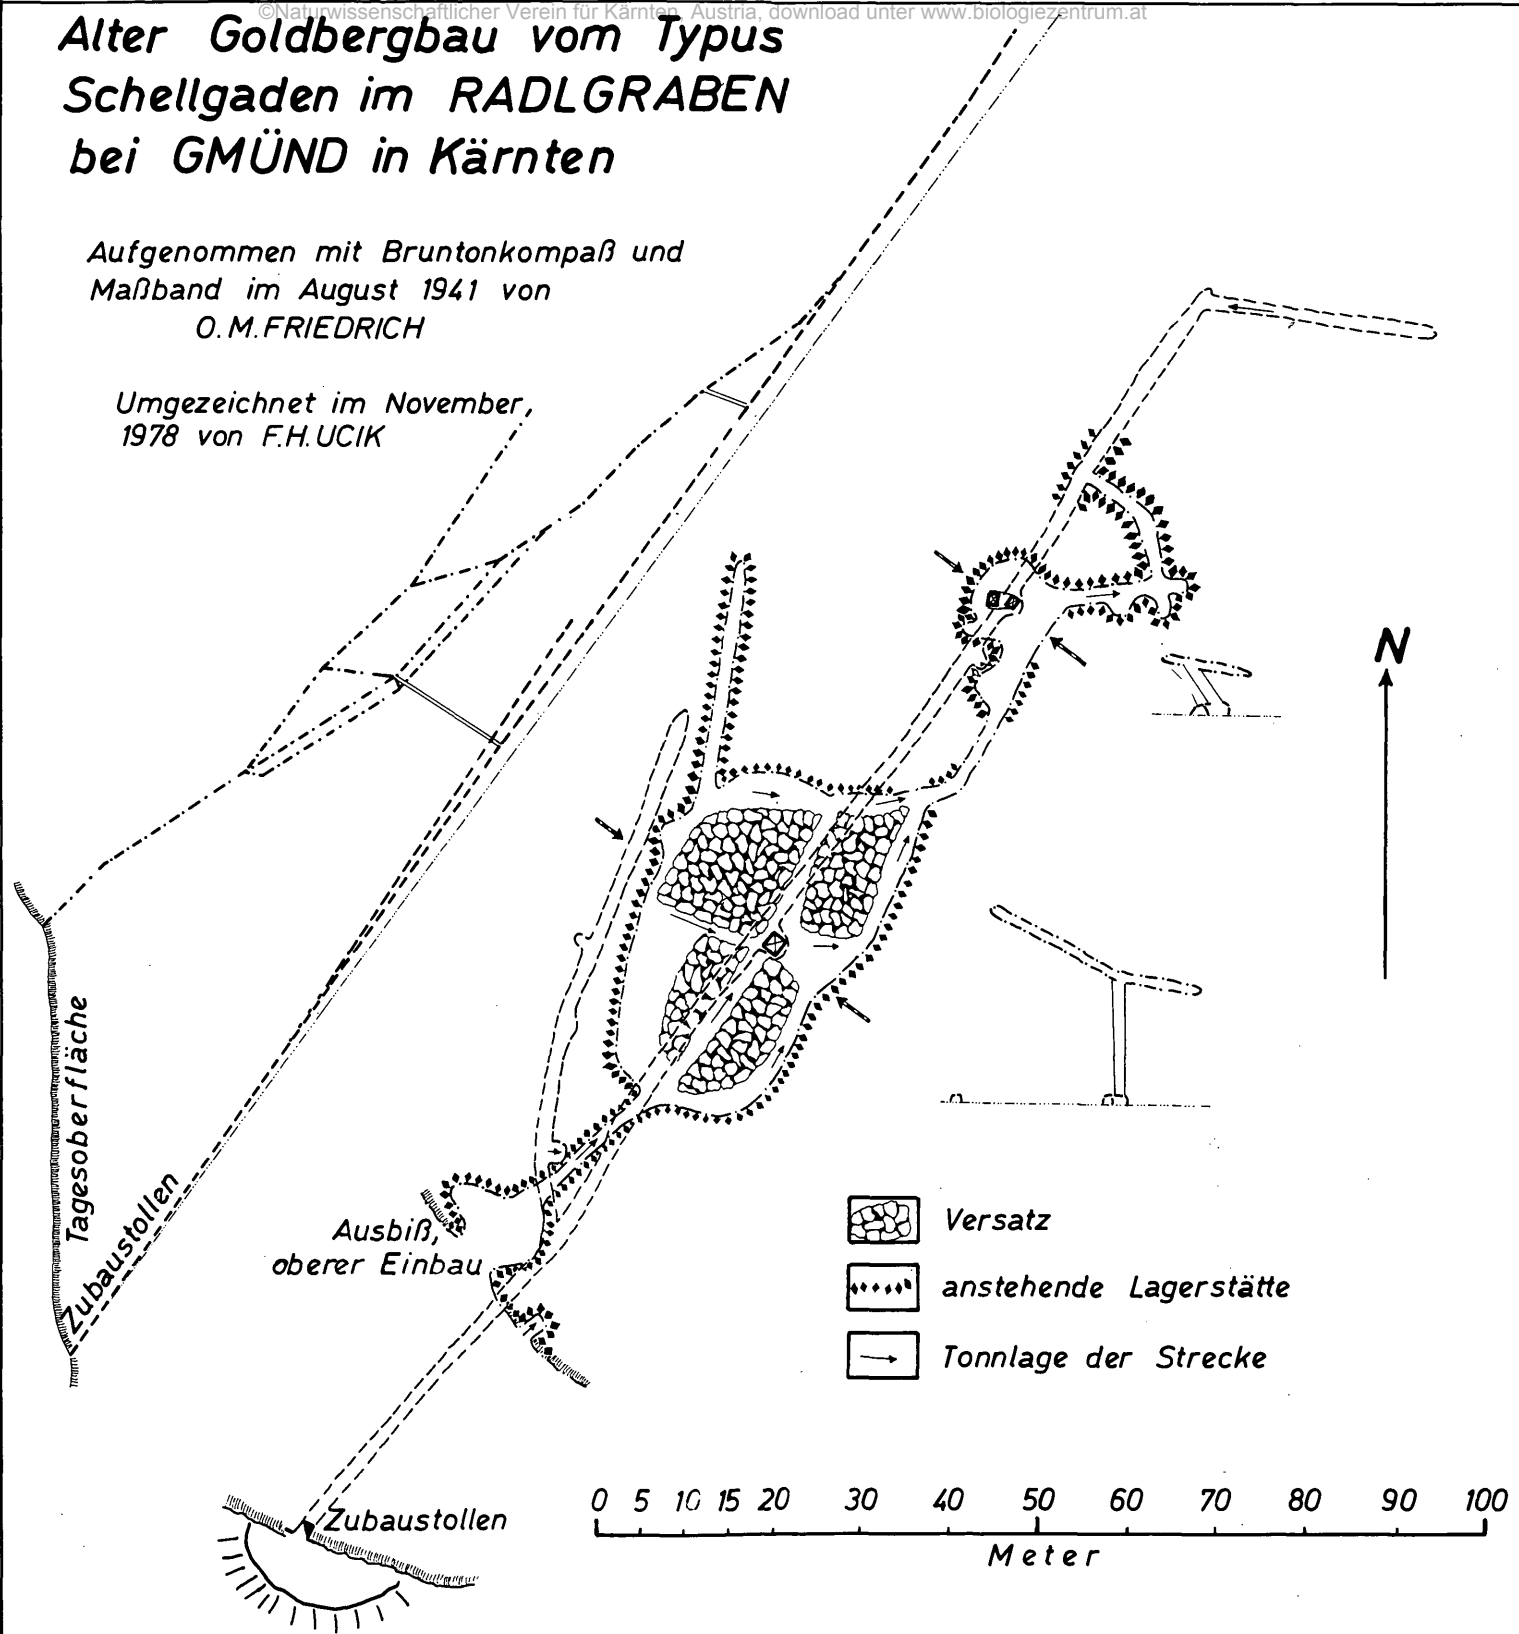 ©Naturwissenschaftlicher Verein für Kärnten, Austria, download unter www.biologiezentrum.at
Alter Goldbergbau vom Typus
Schellgaden im RADLGRABEN
bei GMÜND in Kärnten
Aufgenommen mit Bruntonkompaß und
Maßband im August 1941 von
O.M.FRIEDRICH
Umgezeichnet im November,
1978 von F.H.UCIK
N
Tagesoberfläche
Zubaustollen
Ausbiß,
oberer Einbau
Versatz
anstehende Lagerstätte
Tonnlage der Strecke
Zubaustollen
0 5 10 15 20 30 40 50 60 70 80 90 100
Meter